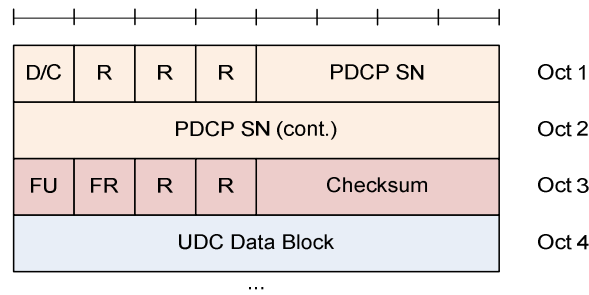 D/C R R R PDCP SN Oct 1
PDCP SN (cont.) Oct 2
FU FR R R Checksum Oct 3
UDC Data Block Oct 4
...